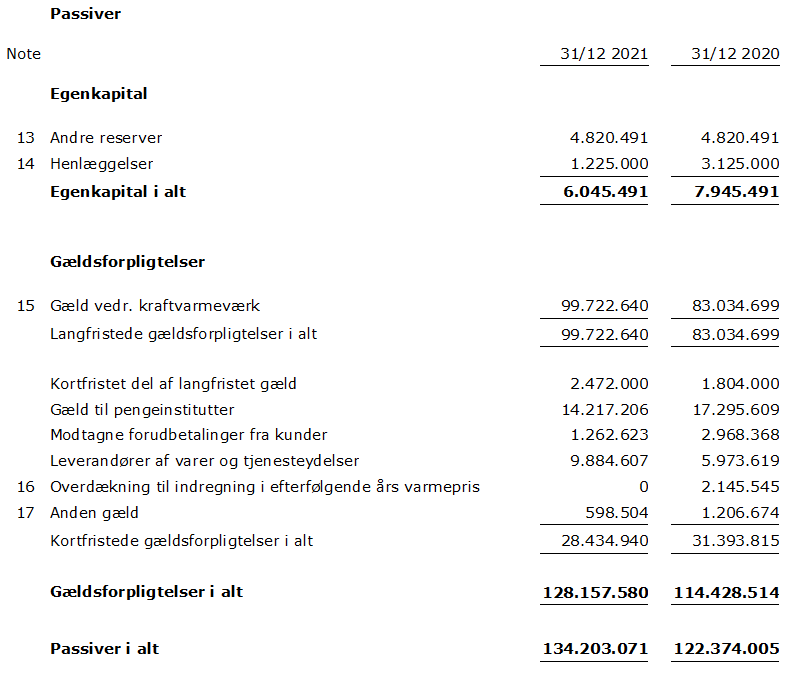 Passiver
Note 31/12 2021 31/12 2020
Egenkapital
13 Andre reserver 4.820.491 4.820.491
14 Henlæggelser 1.225.000 3.125.000
Egenkapital i alt 6.045.491 7.945.491
Gældsforpligtelser
15 Gæld vedr. kraftvarmeværk 99.722.640 83.034.699
Langfristede gældsforpligtelser i alt 99.722.640 83.034.699
Kortfristet del af langfristet gæld 2.472.000 1.804.000
Gæld til pengeinstitutter 14.217.206 17.295.609
Modtagne forudbetalinger fra kunder 1.262.623 2.968.368
Leverandører af varer og tjenesteydelser 9.884.607 5.973.619
16 Overdækning til indregning i efterfølgende års varmepris 0 2.145.545
17 Anden gæld 598.504 1.206.674
Kortfristede gældsforpligtelser i alt 28.434.940 31.393.815
Gældsforpligtelser i alt 128.157.580 114.428.514
Passiver i alt 134.203.071 122.374.005